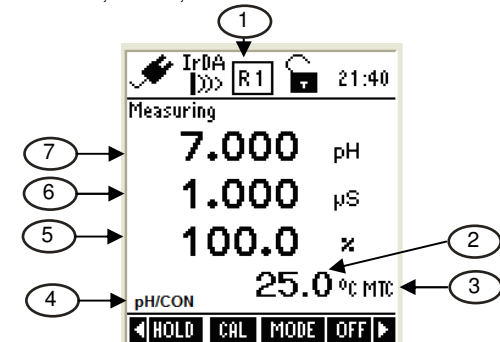 1
IrDA R1 21:40
Measuring
7 7.000 pH
6 1.000 µS
5 100.0 %
2
25.0 ºC MTC 3
4 pH/CON
HOLD CAL MODE OFF